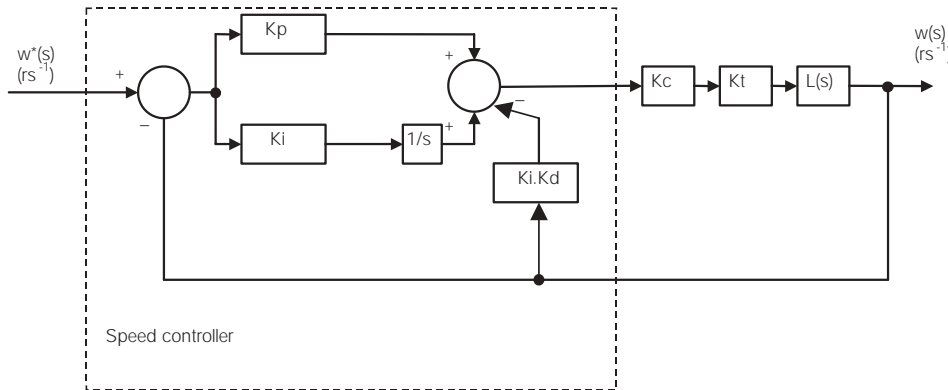 Kp
w*(s)
(rs⁻¹)
w(s)
(rs⁻¹)
+
+
Kc
Kt
L(s)
−
−
+
Ki
1/s
Ki.Kd
Speed controller